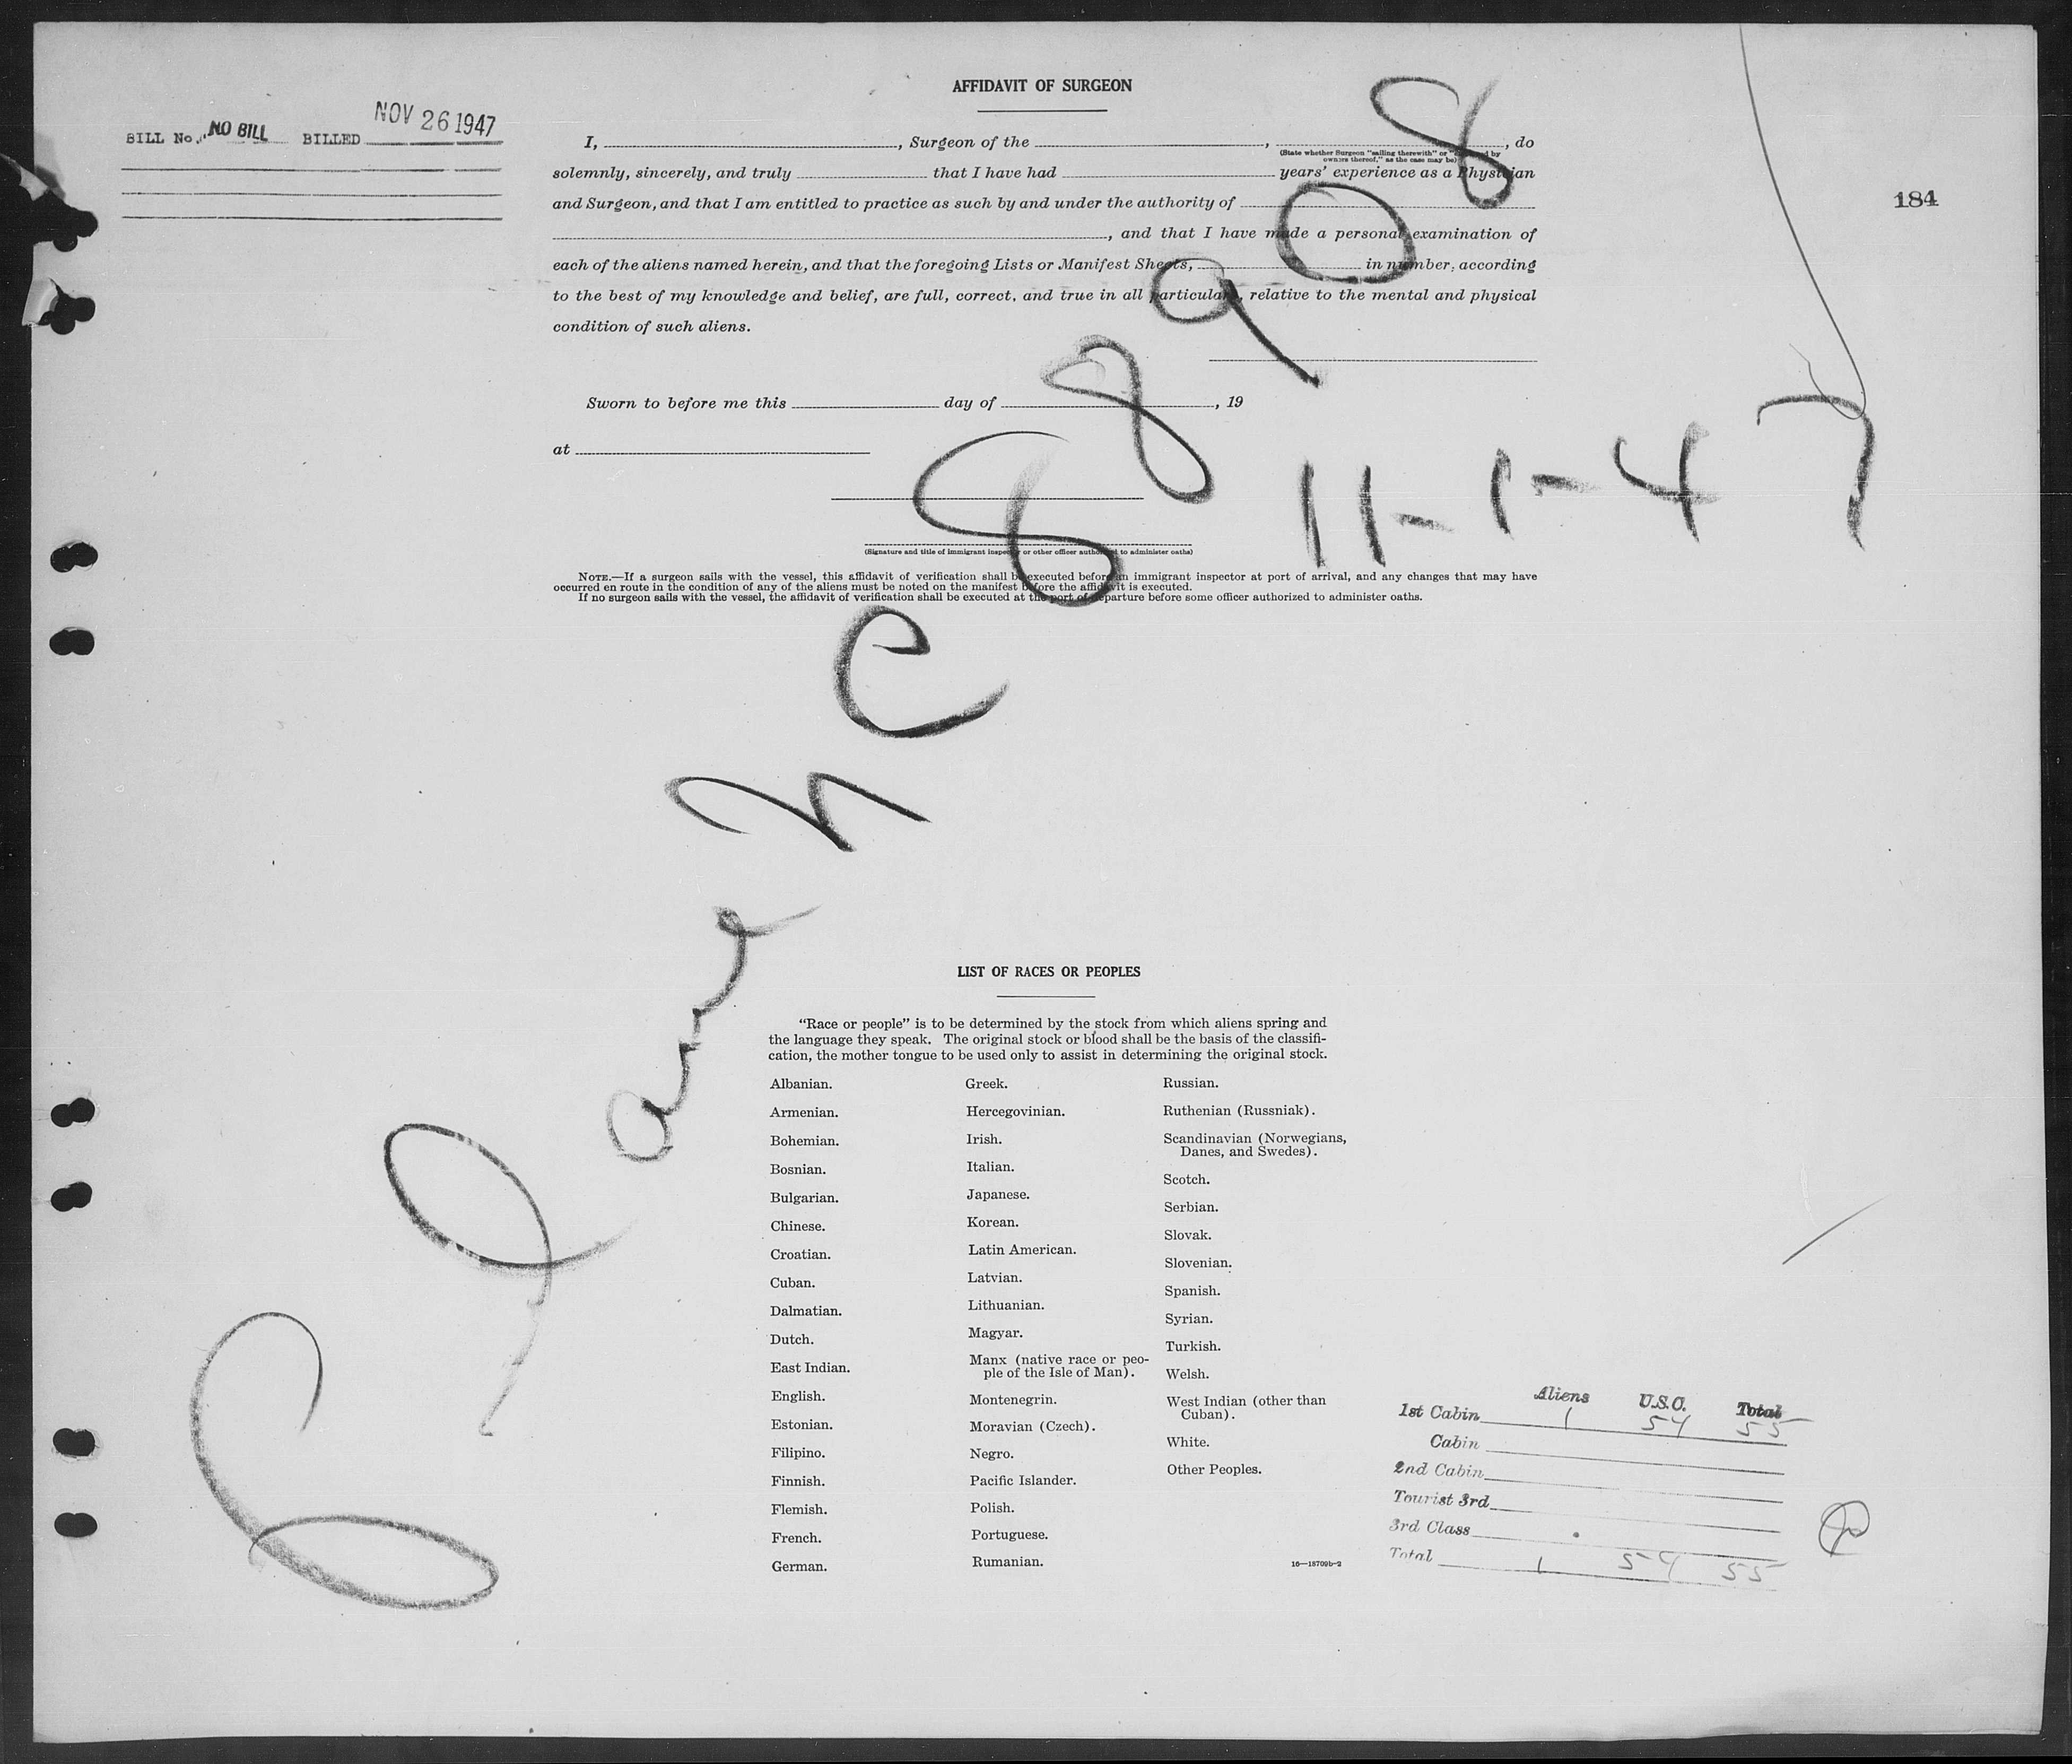 AFFIDAVIT OF SURGEON
BILL No. NO BILL BILLED NOV 26 1947
184
I, , Surgeon of the , , do
(State whether Surgeon "sailing therewith" or by
owners thereof," as the case may be)
solemnly, sincerely, and truly that I have had years' experience as a Physician
and Surgeon, and that I am entitled to practice as such by and under the authority of
, and that I have made a personal examination of
each of the aliens named herein, and that the foregoing Lists or Manifest Sheets, in number, according
to the best of my knowledge and belief, are full, correct, and true in all particulars, relative to the mental and physical
condition of such aliens.
Sworn to before me this day of , 19
at
(Signature and title of immigrant inspector or other officer authorized to administer oaths)
NOTE.—If a surgeon sails with the vessel, this affidavit of verification shall be executed before an immigrant inspector at port of arrival, and any changes that may have
occurred en route in the condition of any of the aliens must be noted on the manifest before the affidavit is executed.
If no surgeon sails with the vessel, the affidavit of verification shall be executed at the port of departure before some officer authorized to administer oaths.
Plane 88908
11-1-47
LIST OF RACES OR PEOPLES
"Race or people" is to be determined by the stock from which aliens spring and
the language they speak. The original stock or blood shall be the basis of the classifi-
cation, the mother tongue to be used only to assist in determining the original stock.
Albanian.
Armenian.
Bohemian.
Bosnian.
Bulgarian.
Chinese.
Croatian.
Cuban.
Dalmatian.
Dutch.
East Indian.
English.
Estonian.
Filipino.
Finnish.
Flemish.
French.
German.
Greek.
Hercegovinian.
Irish.
Italian.
Japanese.
Korean.
Latin American.
Latvian.
Lithuanian.
Magyar.
Manx (native race or peo-
ple of the Isle of Man).
Montenegrin.
Moravian (Czech).
Negro.
Pacific Islander.
Polish.
Portuguese.
Rumanian.
Russian.
Ruthenian (Russniak).
Scandinavian (Norwegians,
Danes, and Swedes).
Scotch.
Serbian.
Slovak.
Slovenian.
Spanish.
Syrian.
Turkish.
Welsh.
West Indian (other than
Cuban).
White.
Other Peoples.
16—18709b-2
Aliens U.S.C. Total
1st Cabin 1 54 55
Cabin
2nd Cabin
Tourist 3rd
3rd Class
Total 1 54 55